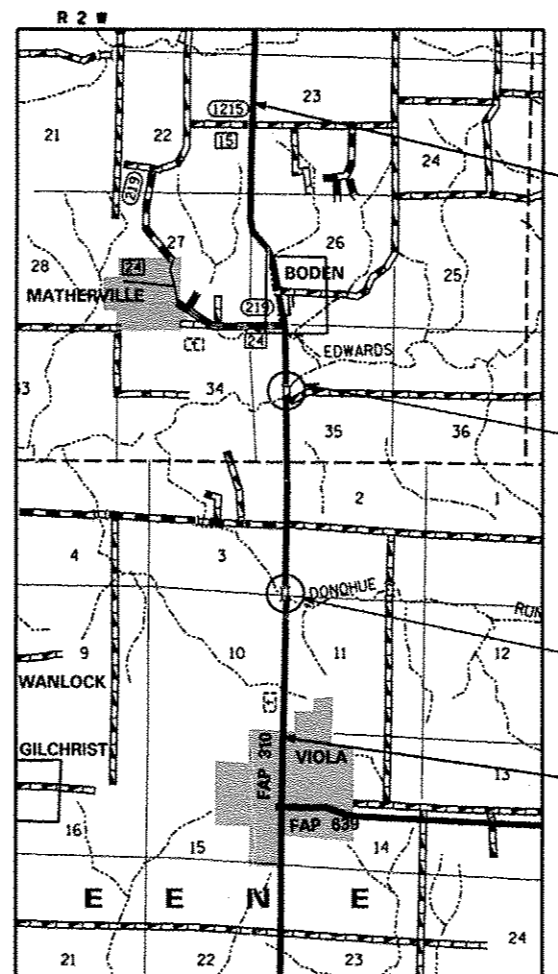 R 2 W
23
1215
21
22
15
24
219
27
26
28
24
BODEN
25
MATHERVILLE
219
CC
24
EDWARDS
33
34
35
36
2
1
4
3
DONOHUE
RUN
9
10
11
12
WANLOCK
GILCHRIST
FAP 310
VIOLA
13
FAP 639
16
15
14
E E N E
24
21
22
23